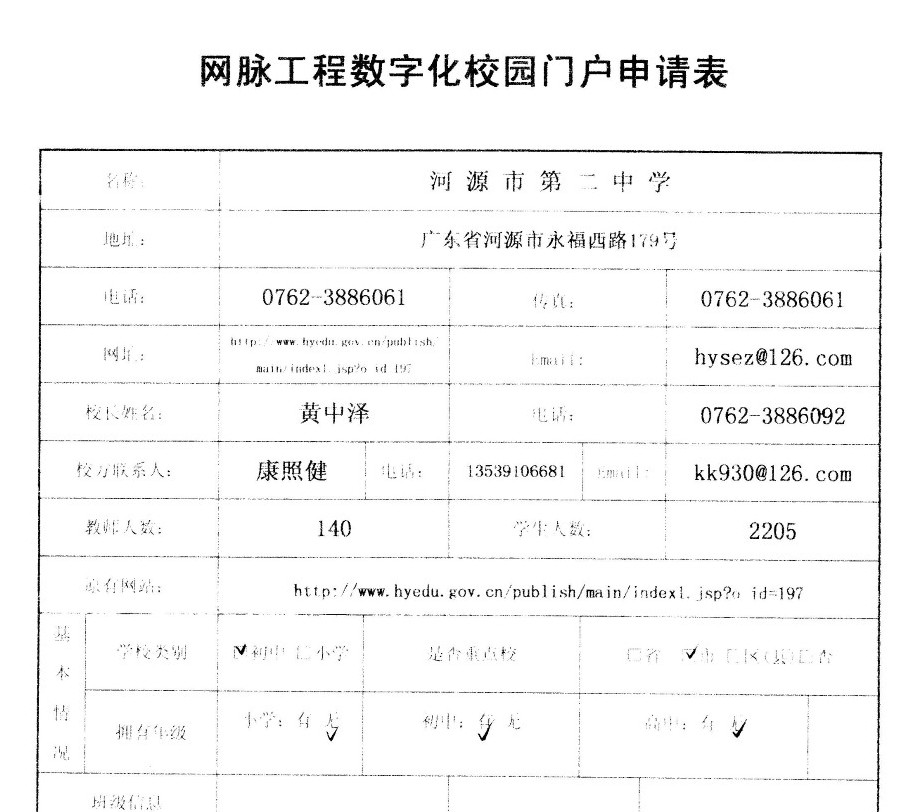 网脉工程数字化校园门户申请表
名称： 河源市第二中学
地址： 广东省河源市永福西路179号
电话： 0762-3886061 传真： 0762-3886061
网址： http://www.hyedu.gov.cn/publish/
main/index1.jsp?o_id=197
Email： hysez@126.com
校长姓名： 黄中泽 电话： 0762-3886092
校方联系人： 康照健 电话： 13539106681 Email： kk930@126.com
教师人数： 140 学生人数： 2205
原有网站： http://www.hyedu.gov.cn/publish/main/index1.jsp?o_id=197
基本情况
学校类别 ☑初中 □小学 是否重点校 □省 ☑市 □区(县)□否
拥有年级 小学：有 无✓ 初中：有✓ 无 高中：有 无✓
班级信息